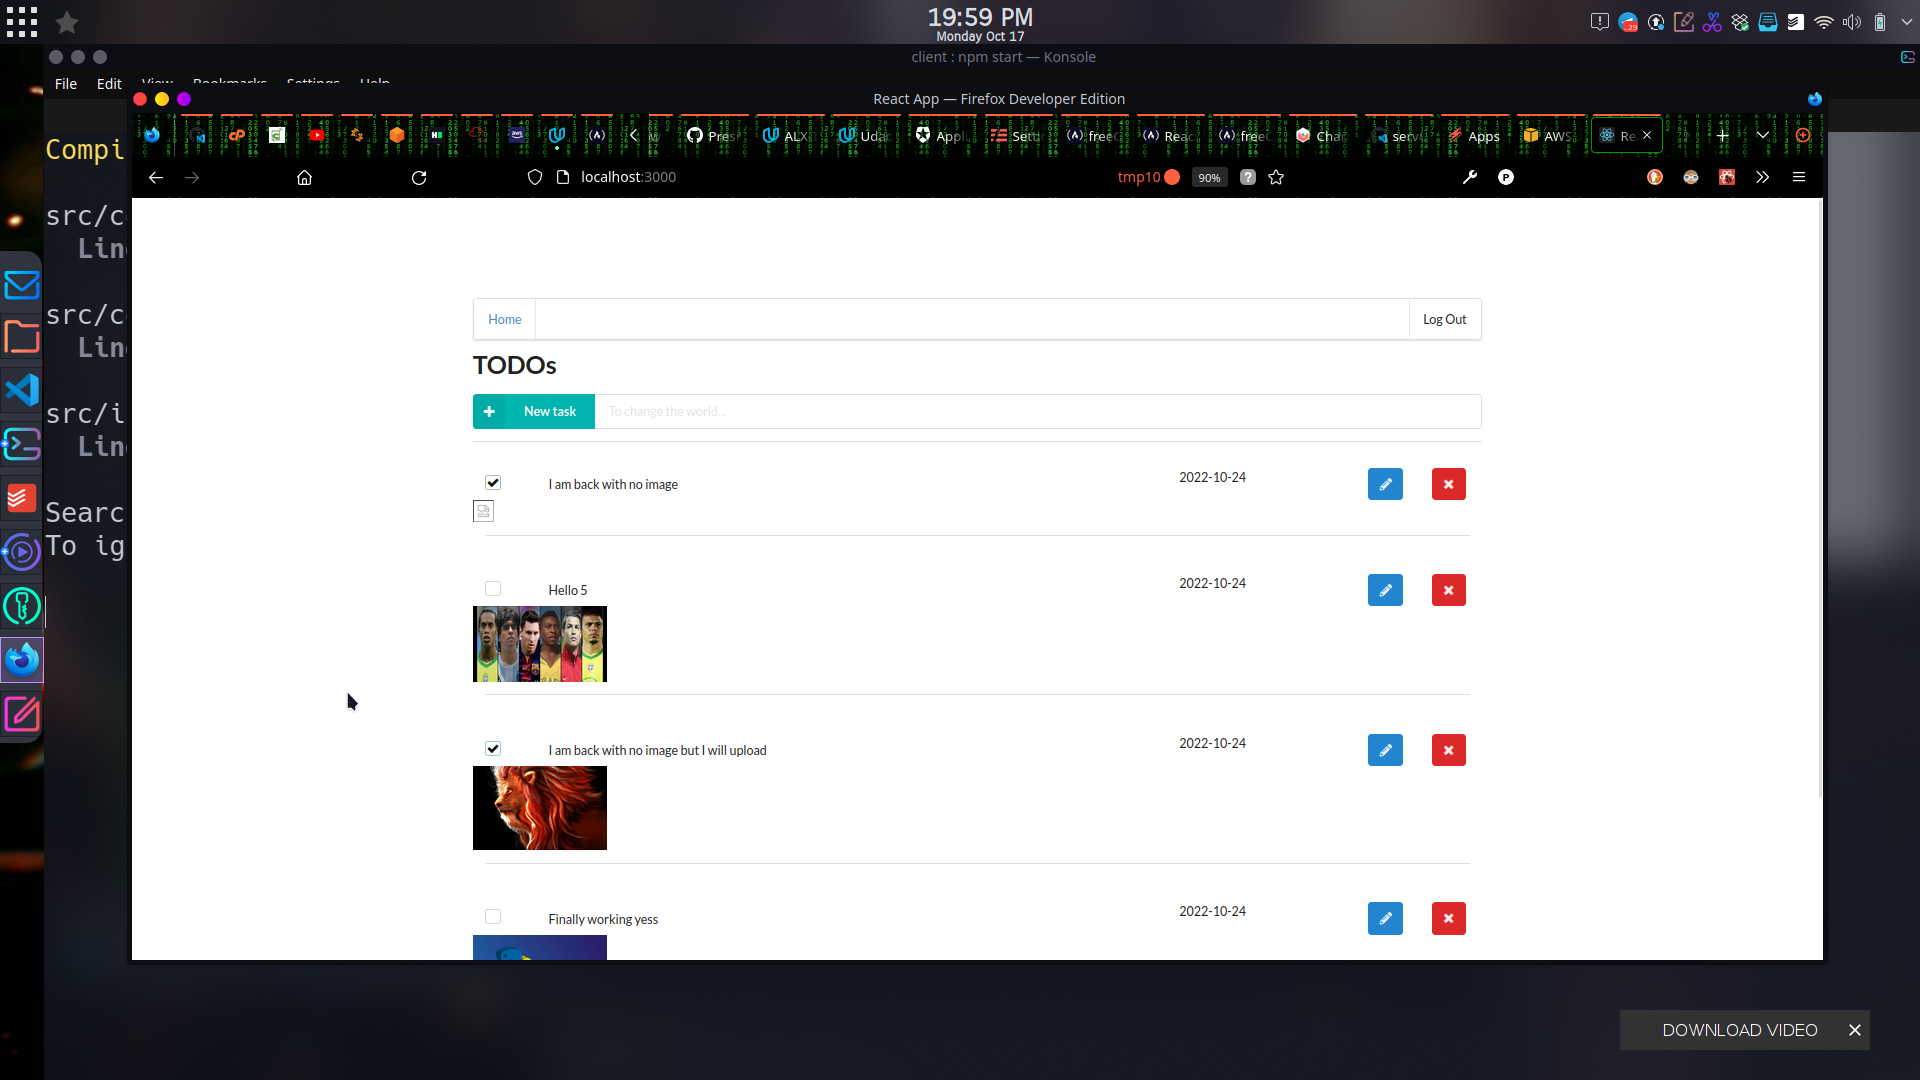 19:59 PM
Monday Oct 17
client : npm start — Konsole
File Edit View Bookmarks Settings Help
React App — Firefox Developer Edition
Pres ALX Uda Appl Setti free Rea free Cha serv Apps AWS Re
localhost:3000 tmp10 90%
Compi
src/c
Lin
src/c
Lin
src/i
Lin
Searc
To ig
Home Log Out
TODOs
New task To change the world...
I am back with no image 2022-10-24
Hello 5 2022-10-24
I am back with no image but I will upload 2022-10-24
Finally working yess 2022-10-24
DOWNLOAD VIDEO